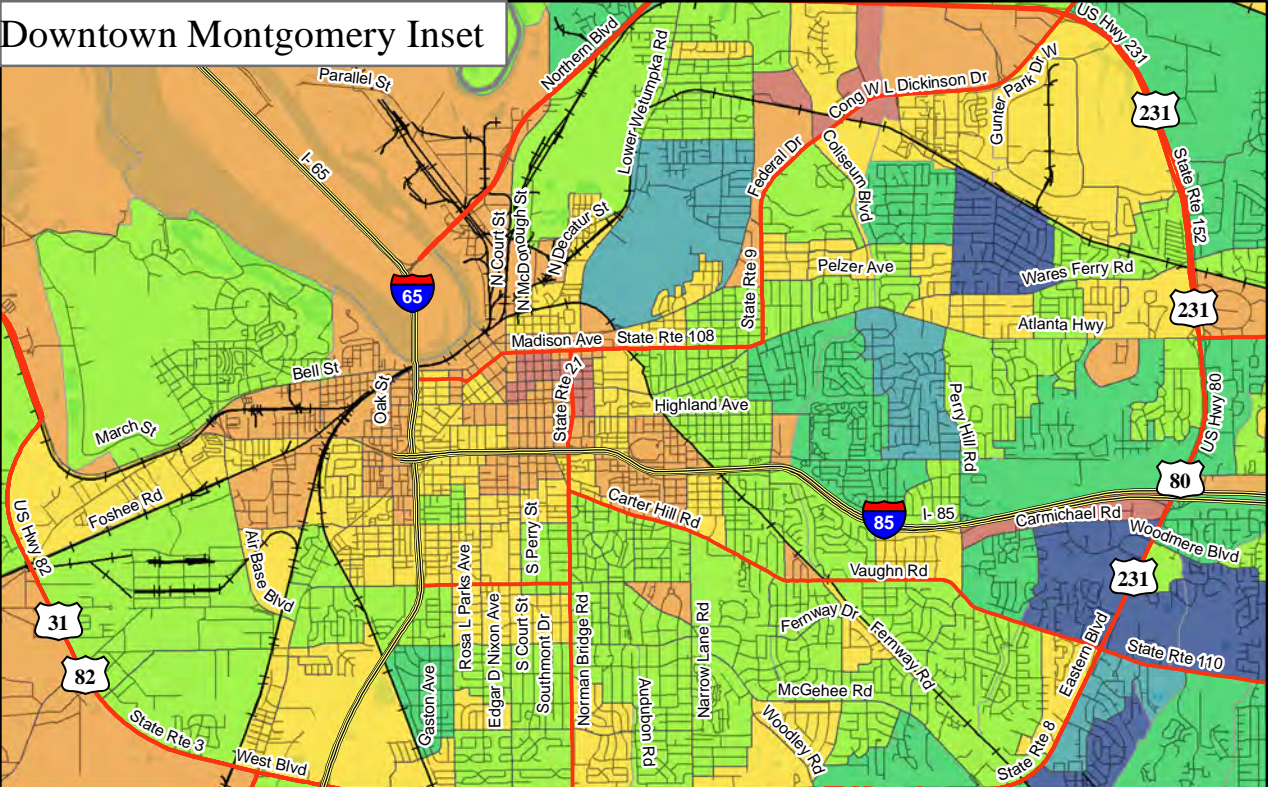 Downtown Montgomery Inset
Northern Blvd
US Hwy 231
Parallel St
Lower Wetumpka Rd
Cong W L Dickinson Dr
Gunter Park Dr W
231
I- 65
Federal Dr
Coliseum Blvd
State Rte 152
N Court St
N McDonough St
N Decatur St
Pelzer Ave
Wares Ferry Rd
65
State Rte 9
231
Atlanta Hwy
Madison Ave
State Rte 108
Bell St
Oak St
State Rte 21
Highland Ave
Perry Hill Rd
US Hwy 80
March St
80
Foshee Rd
Carter Hill Rd
85
I- 85
Carmichael Rd
Woodmere Blvd
US Hwy 82
Air Base Blvd
S Perry St
Vaughn Rd
231
31
Rosa L Parks Ave
Edgar D Nixon Ave
S Court St
Southmont Dr
Norman Bridge Rd
Narrow Lane Rd
Fernway Dr
Fernway Rd
Eastern Blvd
State Rte 110
82
Gaston Ave
Audubon Rd
McGehee Rd
State Rte 3
West Blvd
Woodley Rd
State Rte 8